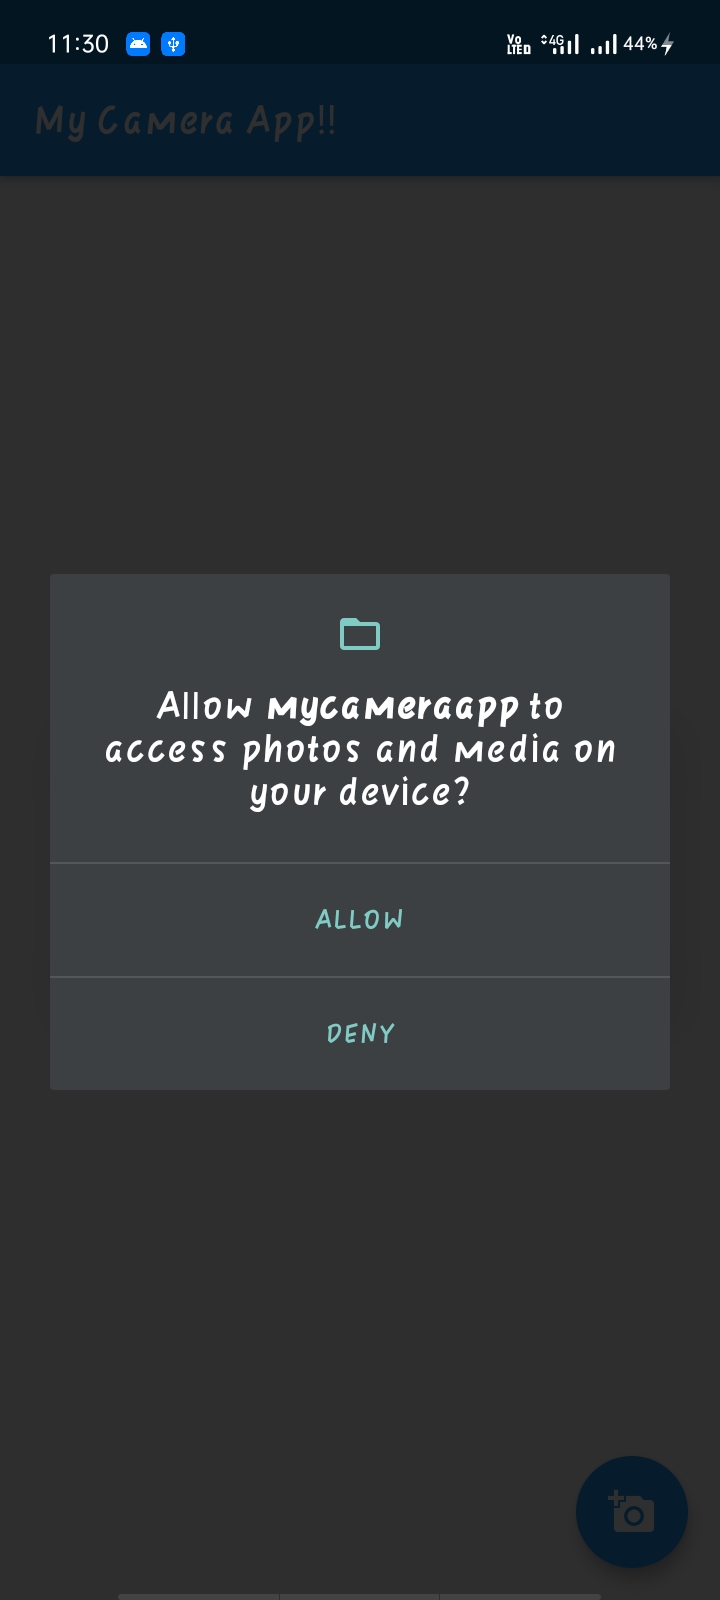 11:30 Vo LTED 4G 44%
My Camera App!!
Allow mycameraapp to
access photos and media on
your device?
ALLOW
DENY